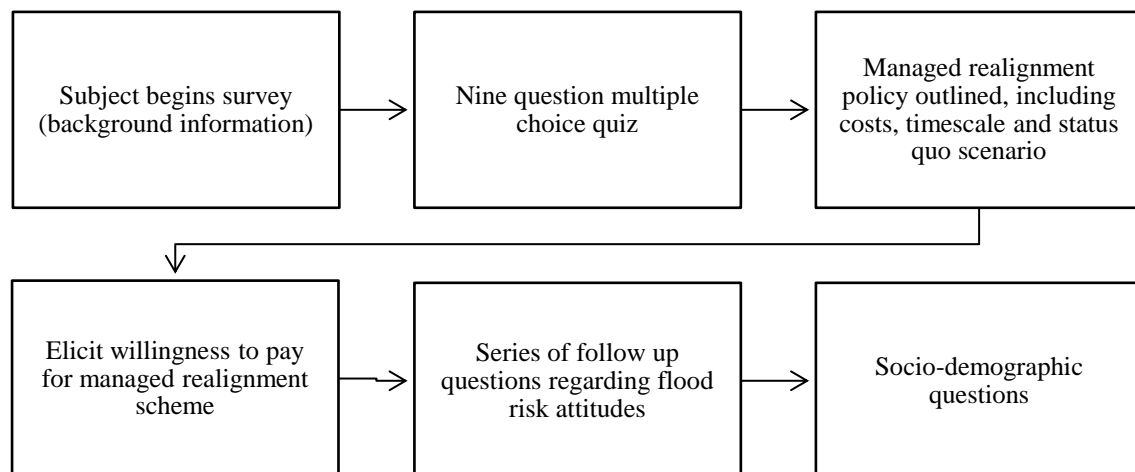 Subject begins survey
(background information)
Nine question multiple
choice quiz
Managed realignment
policy outlined, including
costs, timescale and status
quo scenario
Elicit willingness to pay
for managed realignment
scheme
Series of follow up
questions regarding flood
risk attitudes
Socio-demographic
questions